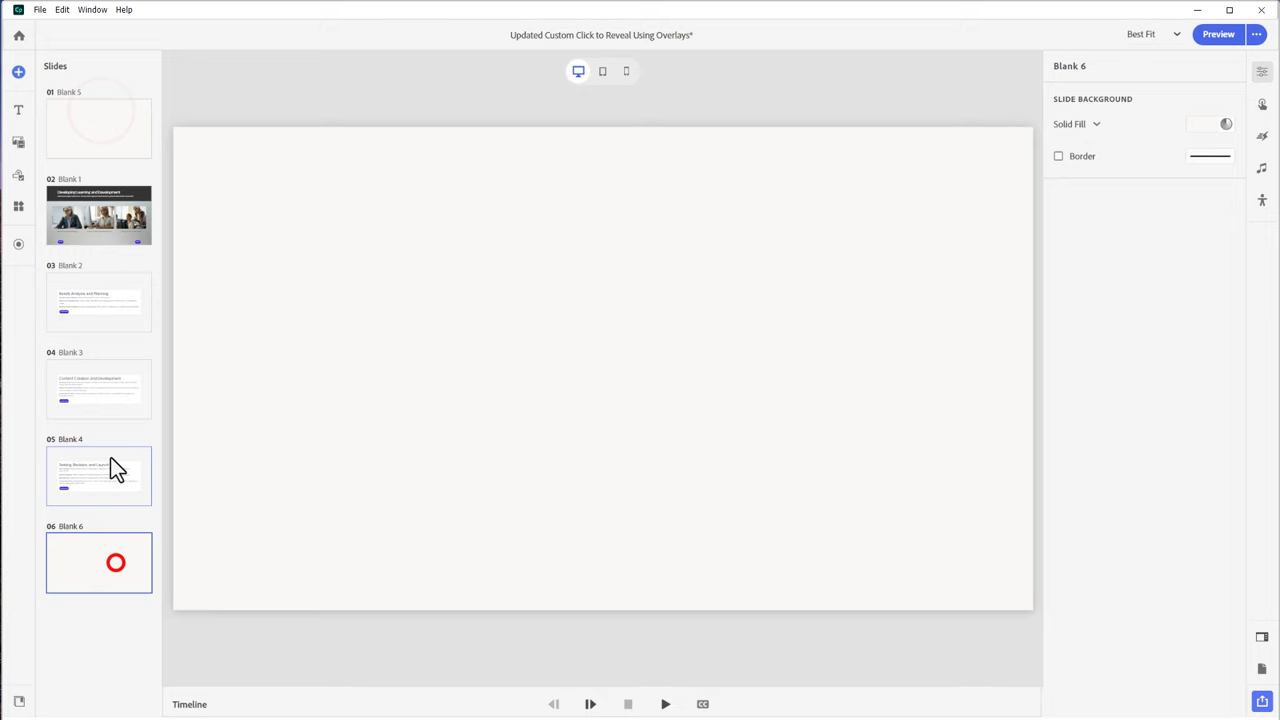 Cp File Edit Window Help
Updated Custom Click to Reveal Using Overlays*
Best Fit
Preview
Slides
01 Blank 5
02 Blank 1
Developing Learning and Development
03 Blank 2
Needs Analysis and Planning
04 Blank 3
Content Creation and Development
05 Blank 4
06 Blank 6
Blank 6
SLIDE BACKGROUND
Solid Fill
Border
Timeline
CC